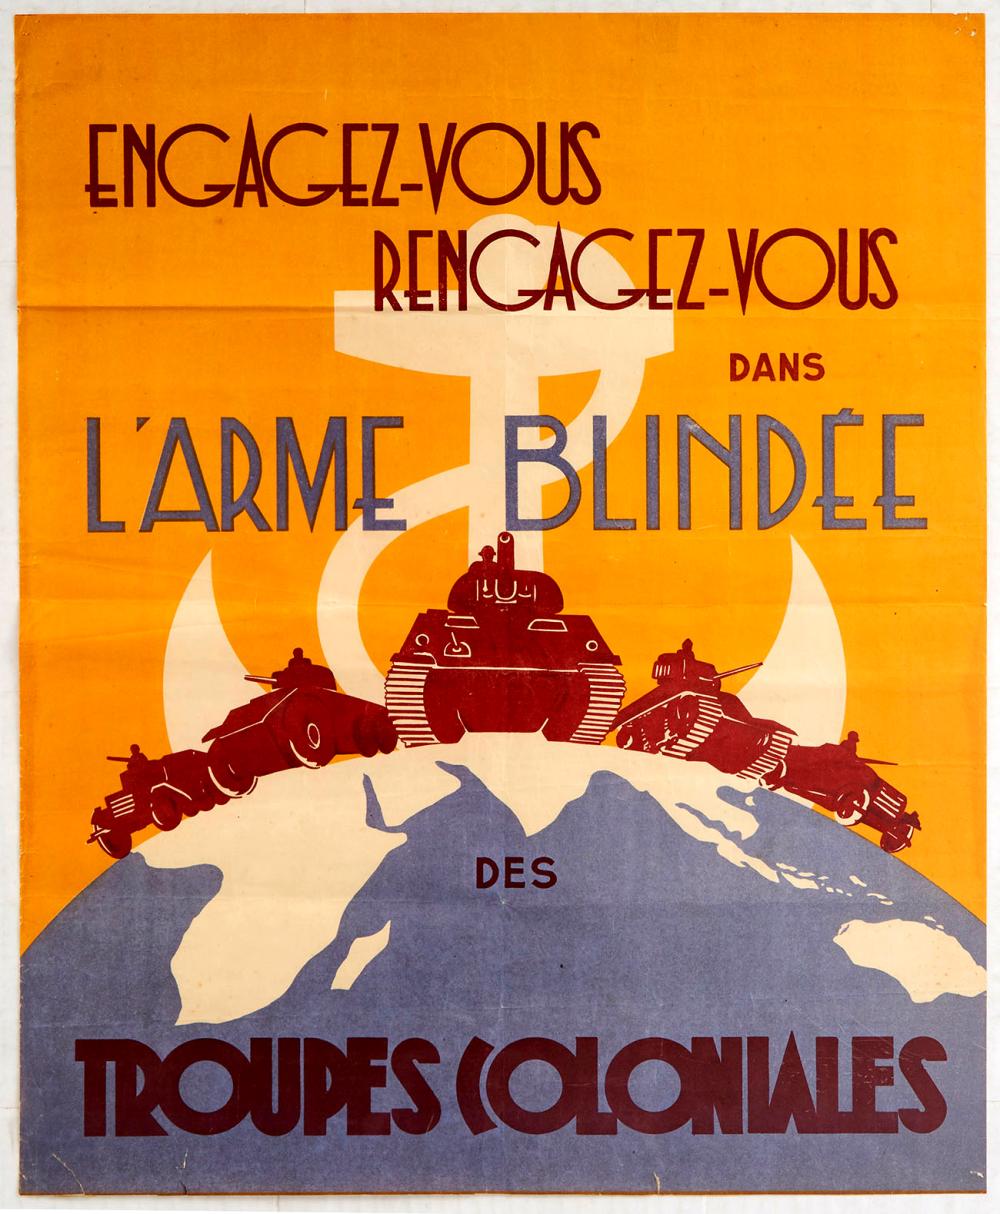 ENGAGEZ-VOUS
RENGAGEZ-VOUS
DANS
L'ARME BLINDÉE
DES
TROUPES COLONIALES